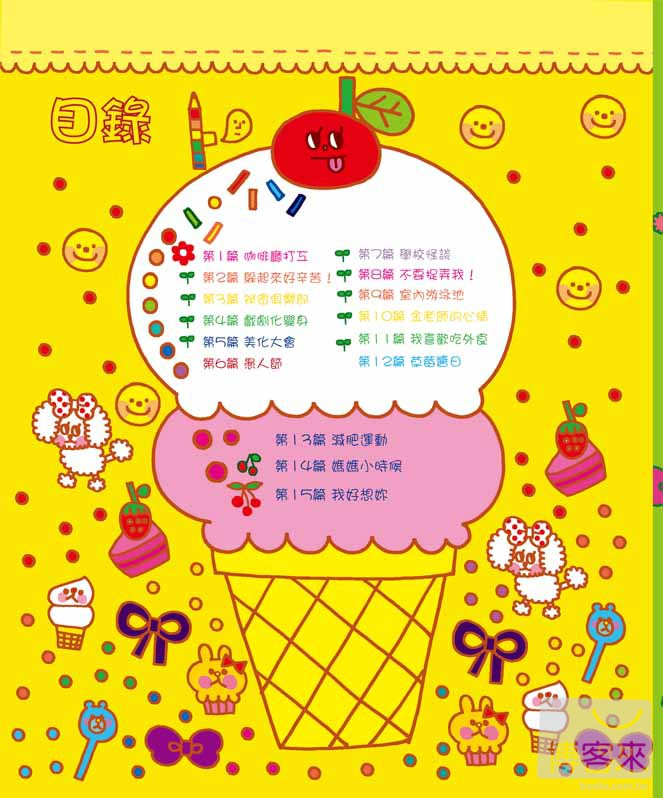 目錄
第1篇 咖啡廳打工
第2篇 躲起來好辛苦！
第3篇 祕密俱樂部
第4篇 戲劇化變身
第5篇 美化大會
第6篇 愚人節
第7篇 學校怪談
第8篇 不要捉弄我！
第9篇 室內游泳池
第10篇 金老師的心情
第11篇 我喜歡吃外食
第12篇 草莓醬日
第13篇 減肥運動
第14篇 媽媽小時候
第15篇 我好想妳
客來